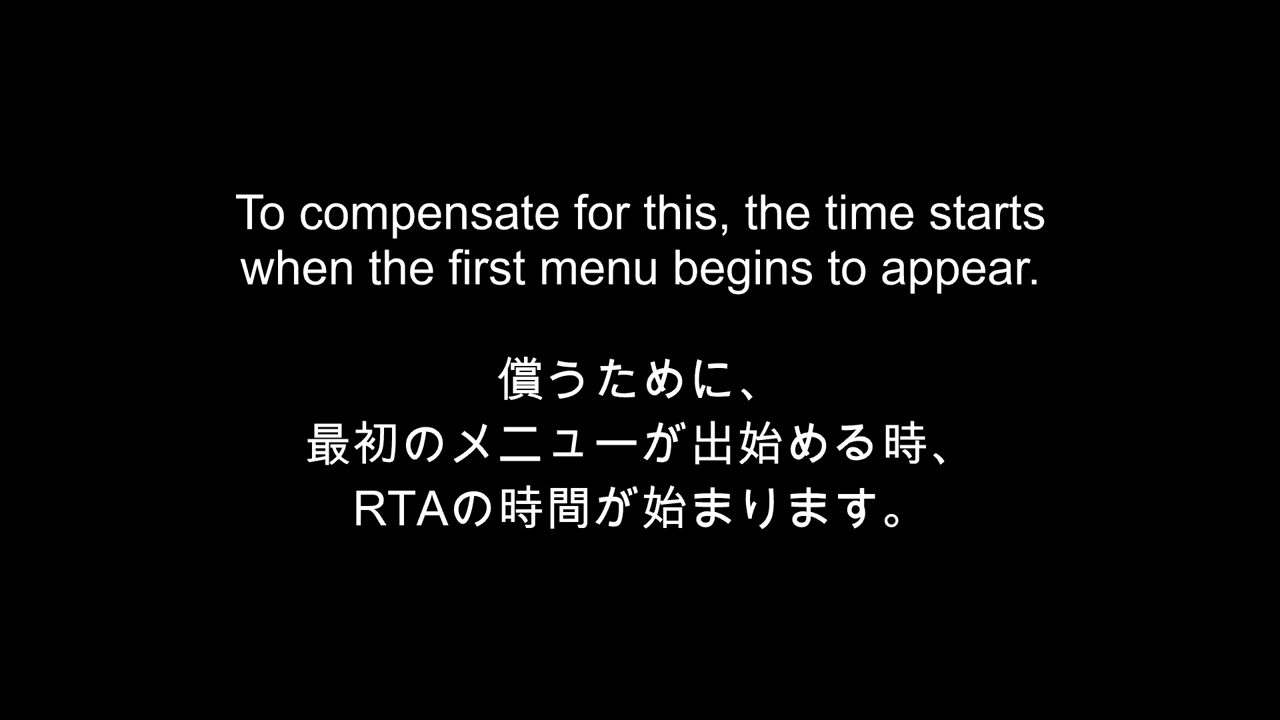 To compensate for this, the time starts
when the first menu begins to appear.
償うために、
最初のメニューが出始める時、
RTAの時間が始まります。